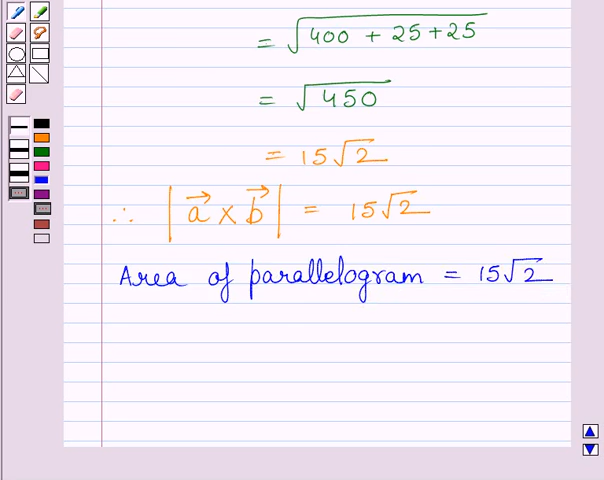 = √400 + 25 + 25
= √450
= 15√2
∴ |a⃗ × b⃗| = 15√2
Area of parallelogram = 15√2